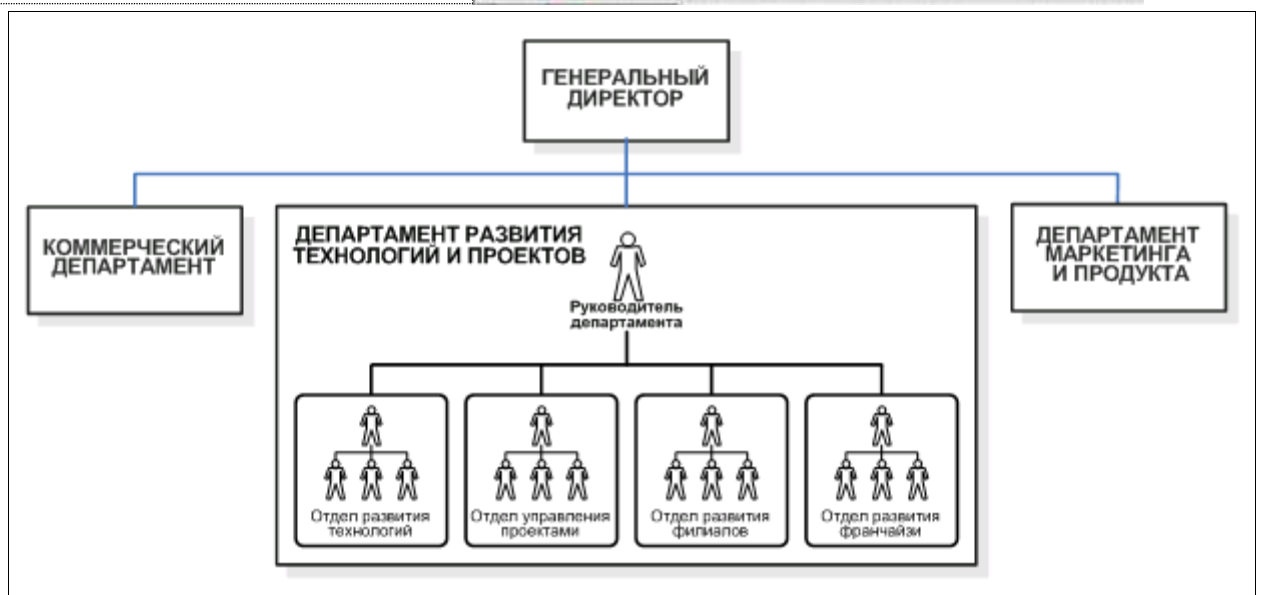 ГЕНЕРАЛЬНЫЙ
ДИРЕКТОР
КОММЕРЧЕСКИЙ
ДЕПАРТАМЕНТ
ДЕПАРТАМЕНТ РАЗВИТИЯ
ТЕХНОЛОГИЙ И ПРОЕКТОВ
Руководитель
департамента
ДЕПАРТАМЕНТ
МАРКЕТИНГА
И ПРОДУКТА
Отдел развития
технологий
Отдел управления
проектами
Отдел развития
филиалов
Отдел развития
франчайзи